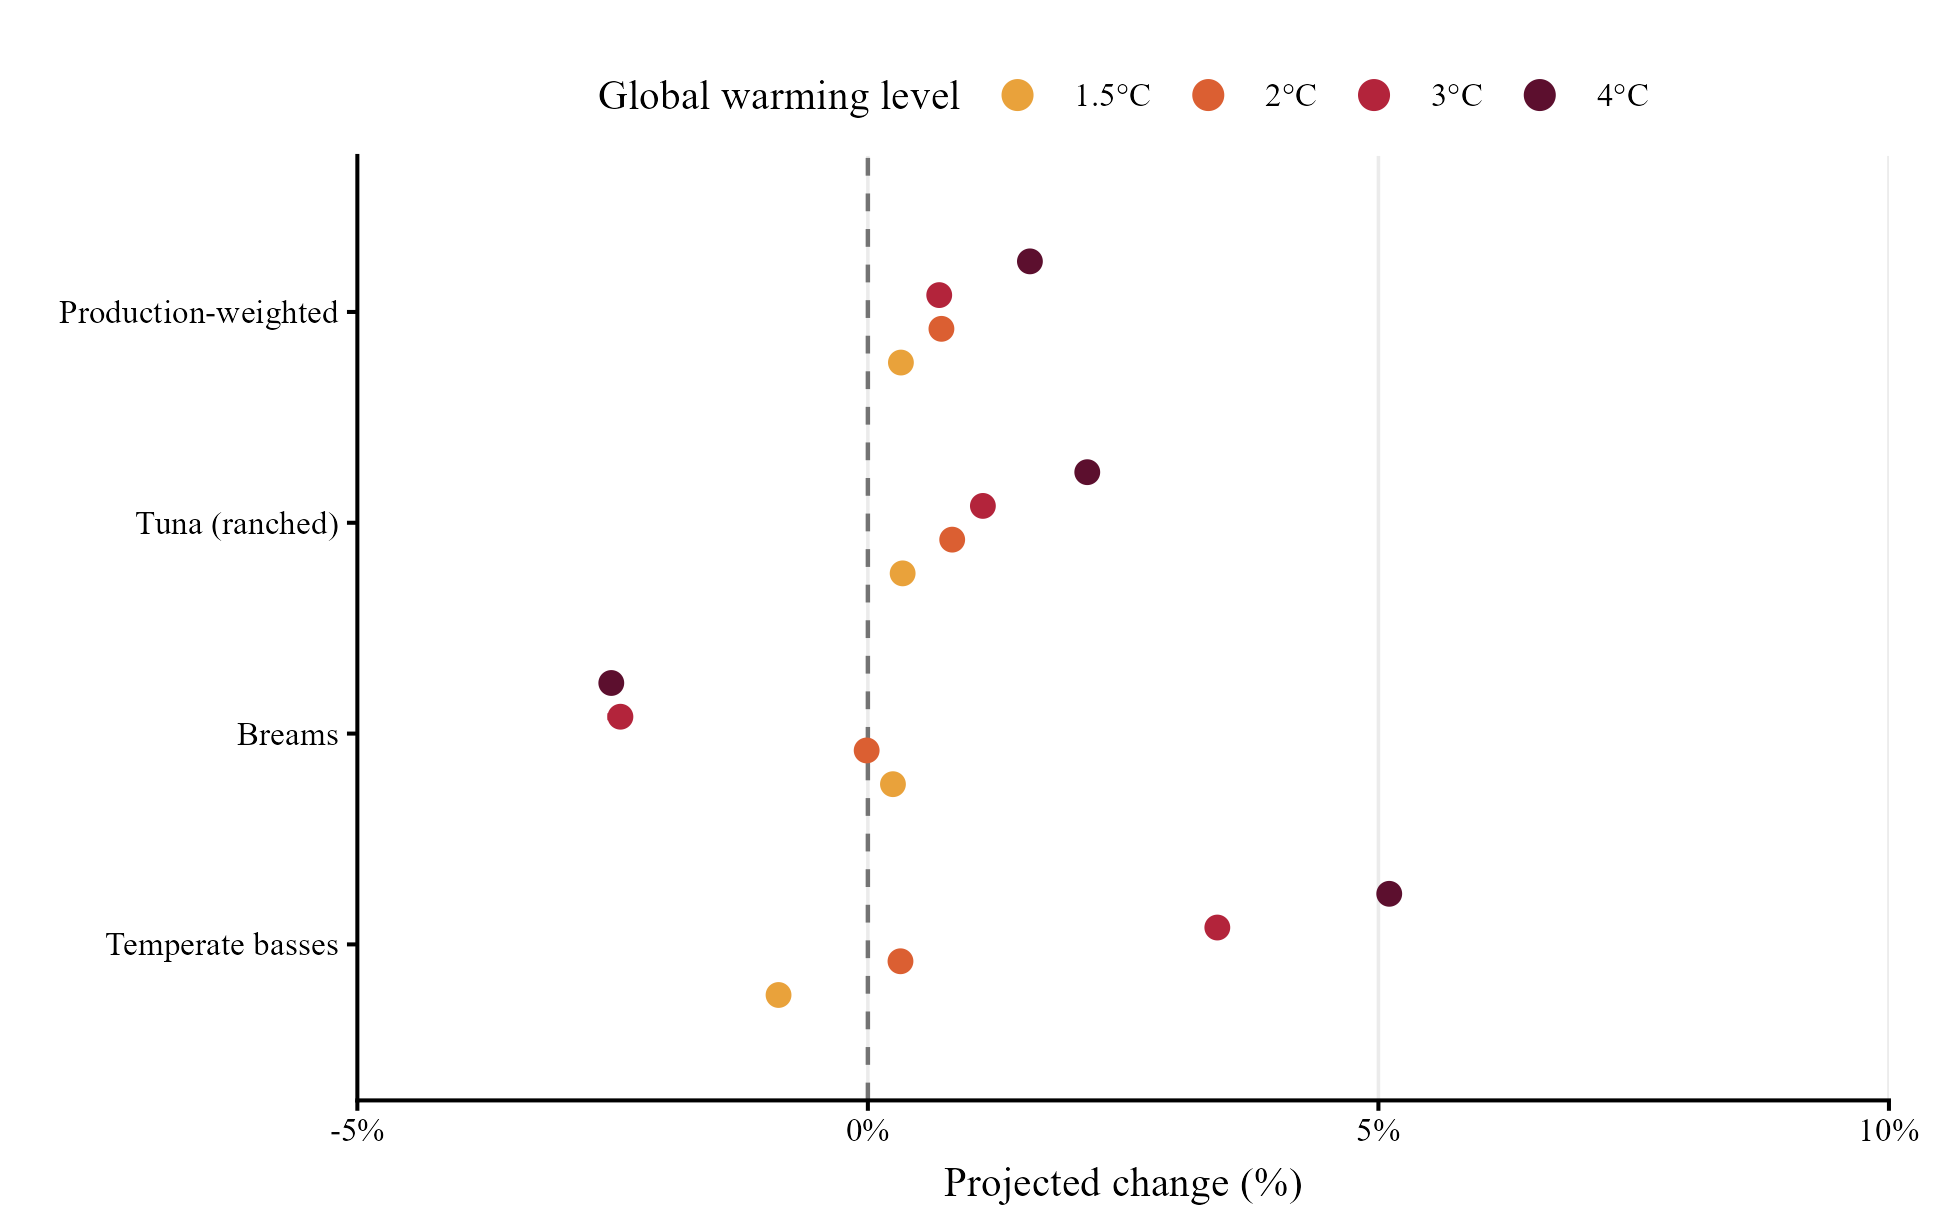 Global warming level 1.5°C 2°C 3°C 4°C
Production-weighted
Tuna (ranched)
Breams
Temperate basses
-5% 0% 5% 10%
Projected change (%)